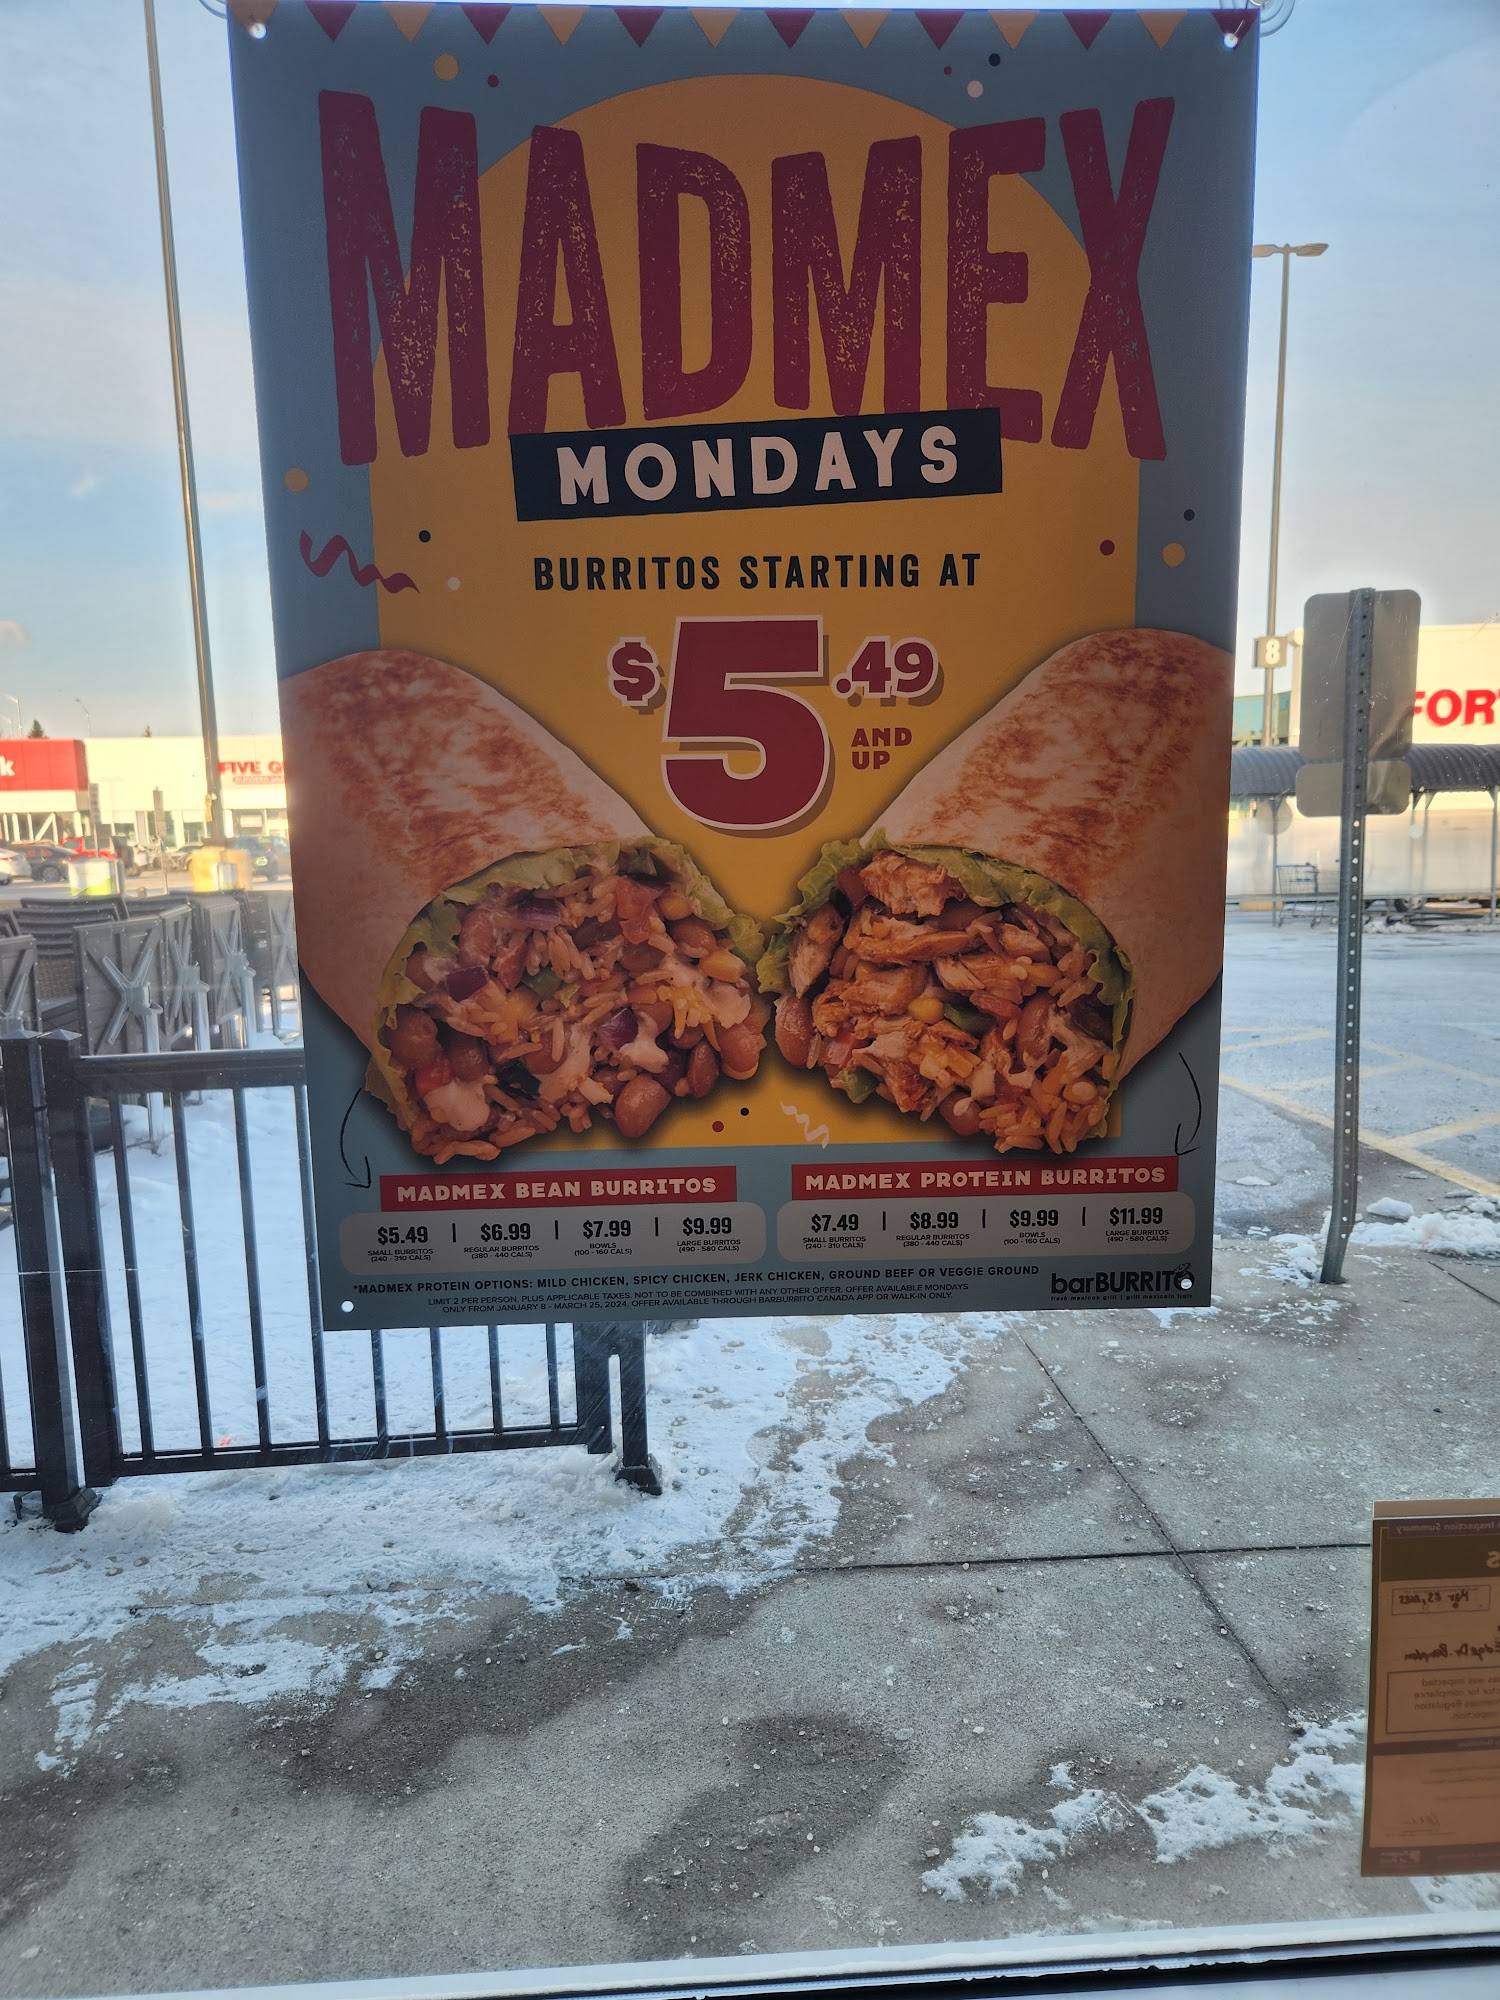 MADMEX
MONDAYS
BURRITOS STARTING AT
$5.49
AND
UP
MADMEX BEAN BURRITOS
$5.49 | $6.99 | $7.99 | $9.99
SMALL BURRITOS REGULAR BURRITOS BOWLS LARGE BURRITOS
(240 - 310 CALS) (380 - 440 CALS) (100 - 160 CALS) (490 - 580 CALS)
MADMEX PROTEIN BURRITOS
$7.49 | $8.99 | $9.99 | $11.99
SMALL BURRITOS REGULAR BURRITOS BOWLS LARGE BURRITOS
(240 - 310 CALS) (380 - 440 CALS) (100 - 160 CALS) (490 - 580 CALS)
*MADMEX PROTEIN OPTIONS: MILD CHICKEN, SPICY CHICKEN, JERK CHICKEN, GROUND BEEF OR VEGGIE GROUND
LIMIT 2 PER PERSON. PLUS APPLICABLE TAXES. NOT TO BE COMBINED WITH ANY OTHER OFFER. OFFER AVAILABLE MONDAYS
ONLY FROM JANUARY 8 - MARCH 25, 2024. OFFER AVAILABLE THROUGH BARBURRITO CANADA APP OR WALK-IN ONLY.
barBURRITO
fresh mexican grill | grill mexicain frais
k
FIVE G
8
FOR
Inspection Summary